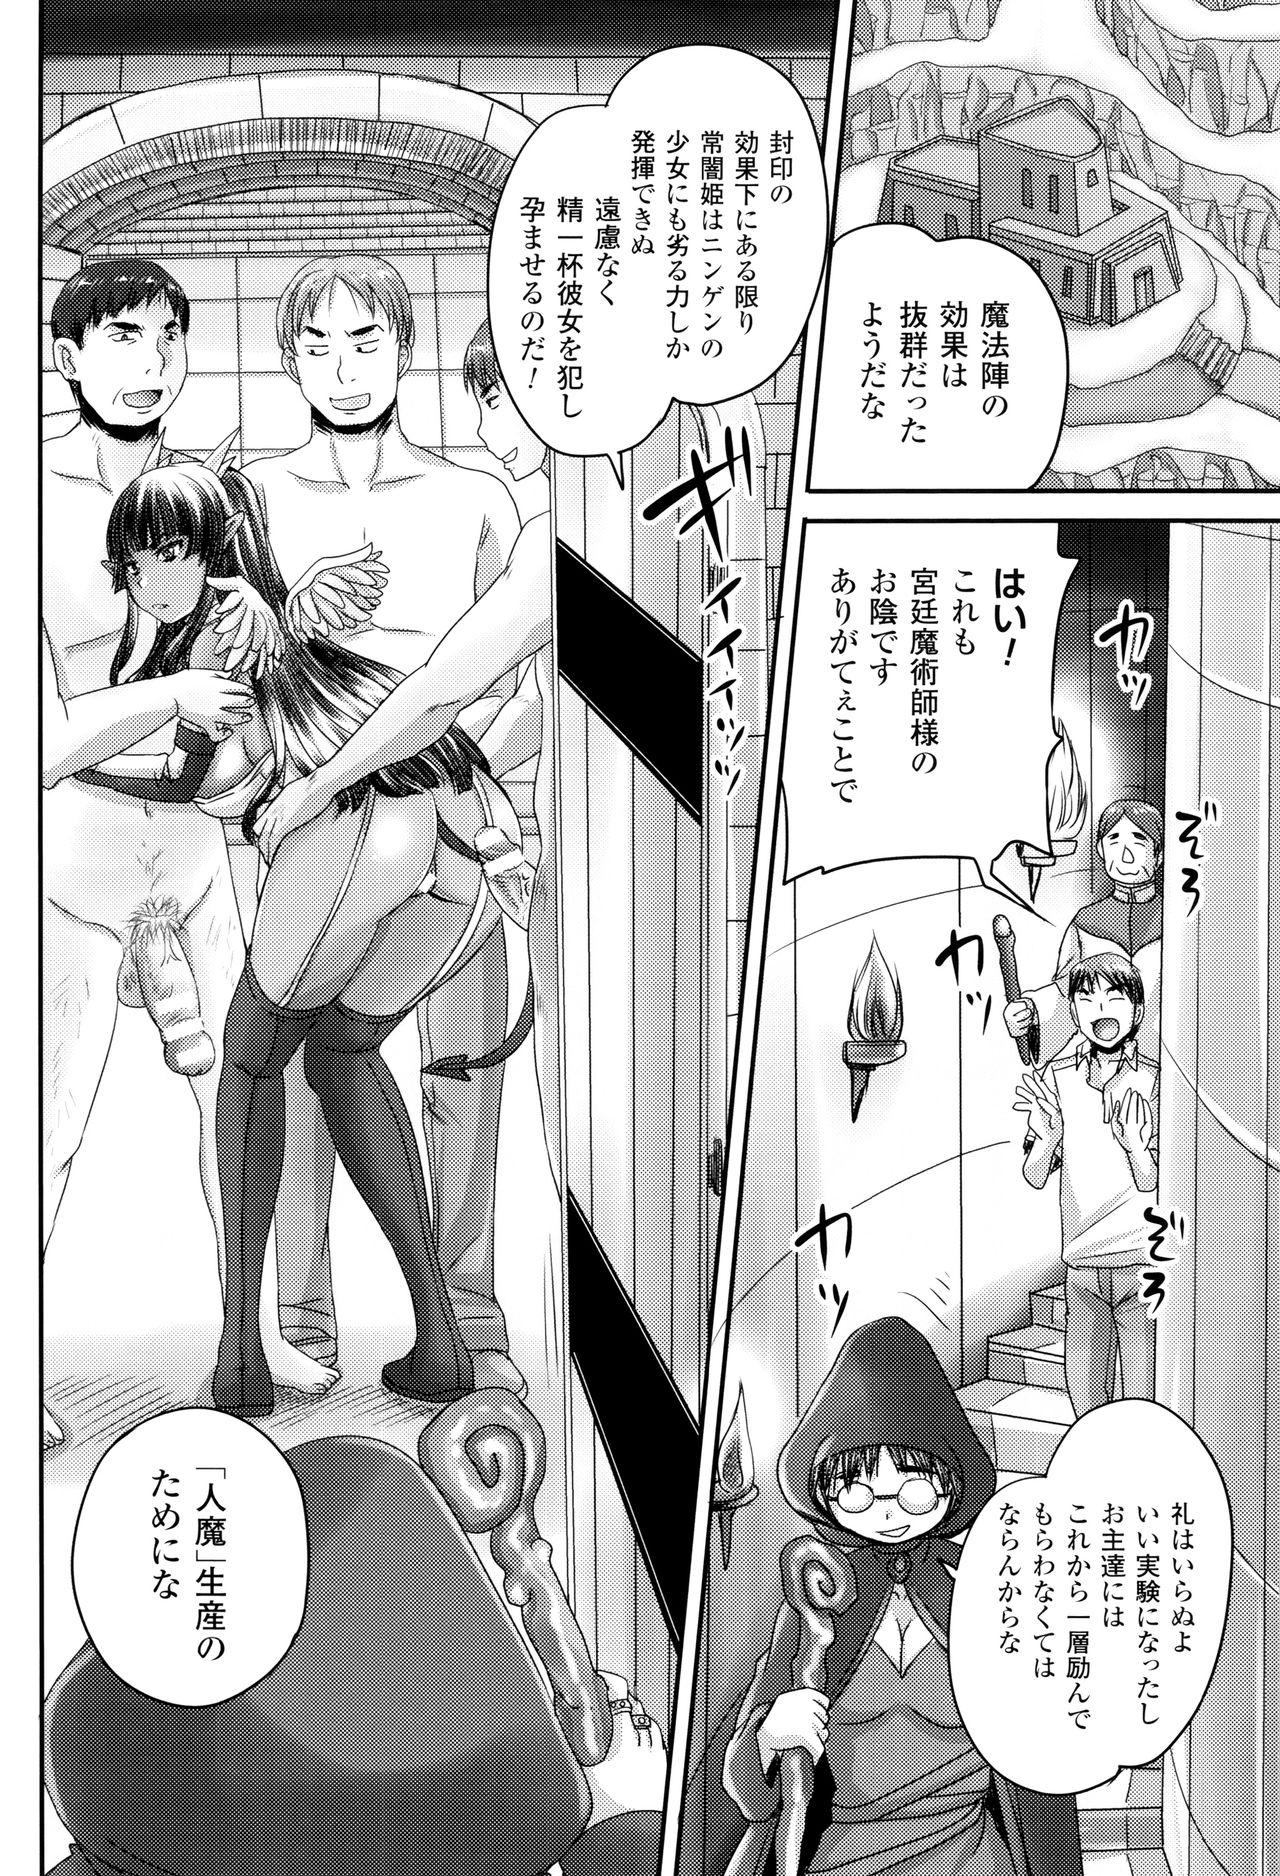 魔法陣の
効果は
抜群だった
ようだな
はい!
これも
宮廷魔術師様の
お陰です
ありがてぇことで
カッ
ぞろ
カッ
ぞろ
カッ
礼はいらぬよ
いい実験になったし
お主達には
これから一層励んで
もらわなくては
ならんからな
封印の
効果下にある限り
常闇姫はニンゲンの
少女にも劣る力しか
発揮できぬ
遠慮なく
精一杯彼女を犯し
孕ませるのだ!
ギイイイッ
「人魔」生産の
ためにな